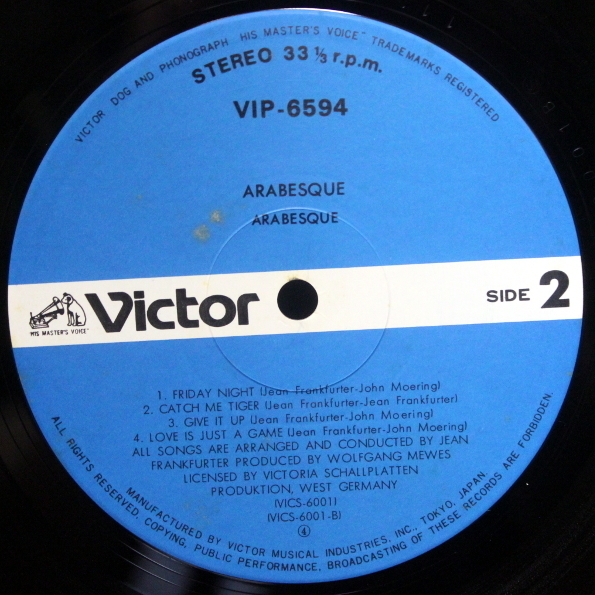 VICTOR DOG AND PHONOGRAPH HIS MASTER'S VOICE" TRADEMARKS REGISTERED
STEREO 33 ⅓ r.p.m.
VIP-6594
ARABESQUE
ARABESQUE
Victor
"HIS MASTER'S VOICE"
SIDE 2
1. FRIDAY NIGHT (Jean Frankfurter-John Moering)
2. CATCH ME TIGER (Jean Frankfurter-Jean Frankfurter)
3. GIVE IT UP (Jean Frankfurter-John Moering)
4. LOVE IS JUST A GAME (Jean Frankfurter-John Moering)
ALL SONGS ARE ARRANGED AND CONDUCTED BY JEAN
FRANKFURTER PRODUCED BY WOLFGANG MEWES
LICENSED BY VICTORIA SCHALLPLATTEN
PRODUKTION, WEST GERMANY
(VICS-6001)
(VICS-6001-B)
④
MANUFACTURED BY VICTOR MUSICAL INDUSTRIES, INC., TOKYO, JAPAN
ALL RIGHTS RESERVED, COPYING, PUBLIC PERFORMANCE, BROADCASTING OF THESE RECORDS ARE FORBIDDEN.